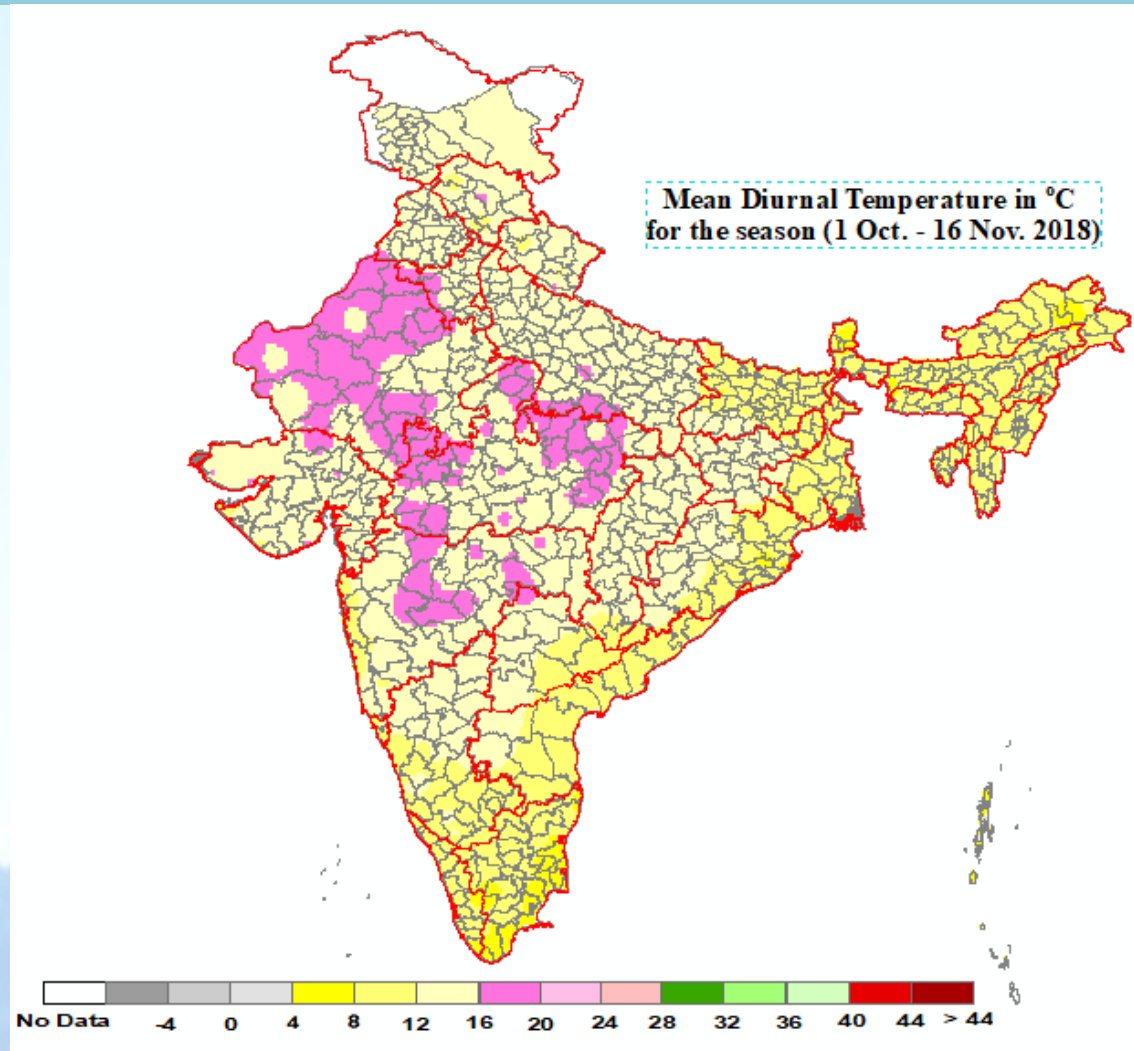 Mean Diurnal Temperature in °C
for the season (1 Oct. - 16 Nov. 2018)
No Data -4 0 4 8 12 16 20 24 28 32 36 40 44 > 44